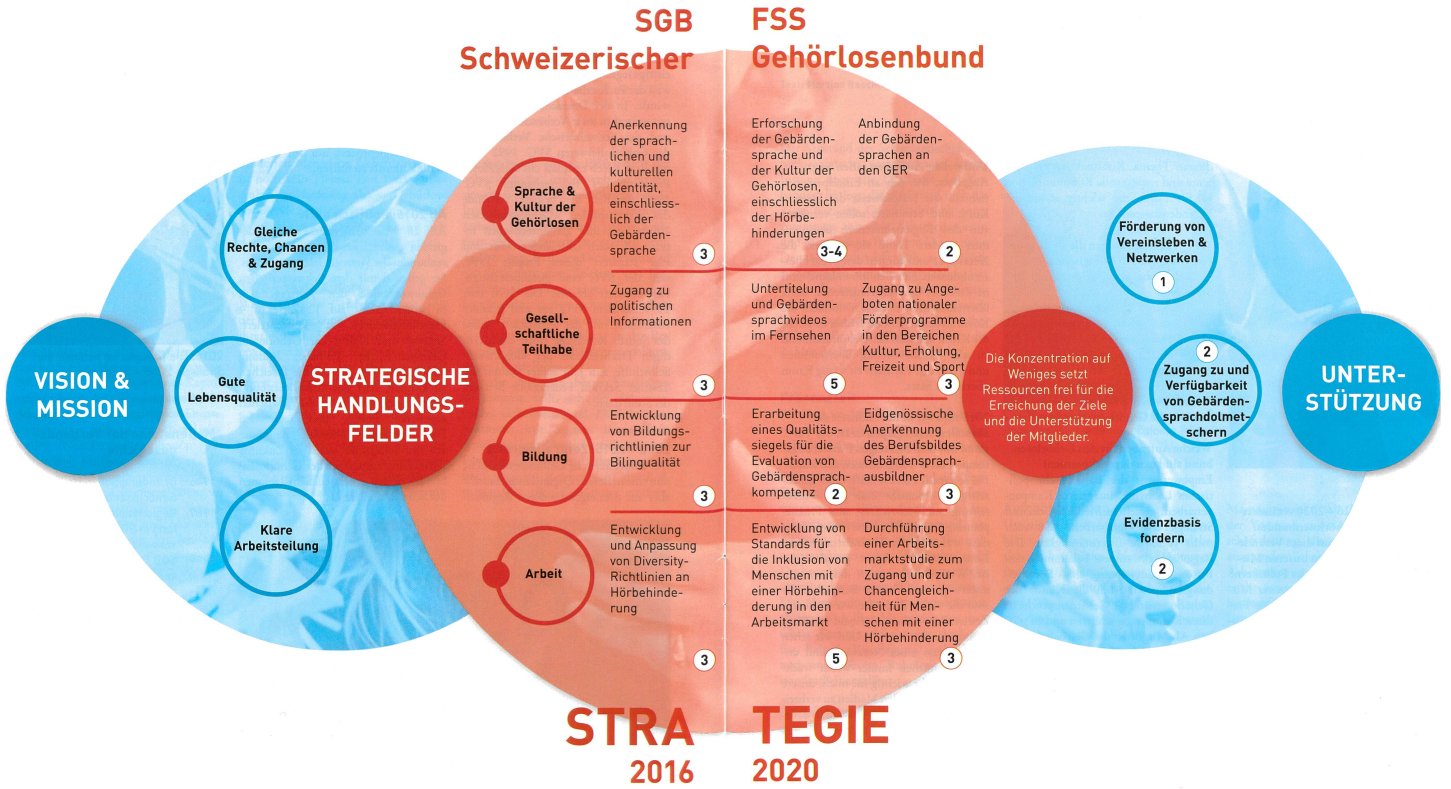 SGB
Schweizerischer
FSS
Gehörlosenbund
VISION &
MISSION
Gleiche
Rechte, Chancen
& Zugang
Gute
Lebensqualität
Klare
Arbeitsteilung
STRATEGISCHE
HANDLUNGS-
FELDER
Sprache &
Kultur der
Gehörlosen
Anerkennung
der sprach-
lichen und
kulturellen
Identität,
einschliess-
lich der
Gebärden-
sprache
3
Erforschung
der Gebärden-
sprache und
der Kultur der
Gehörlosen,
einschliesslich
der Hörbe-
hinderungen
3-4
Anbindung
der Gebärden-
sprachen an
den GER
2
Gesell-
schaftliche
Teilhabe
Zugang zu
politischen
Informationen
3
Untertitelung
und Gebärden-
sprachvideos
im Fernsehen
5
Zugang zu Ange-
boten nationaler
Förderprogramme
in den Bereichen
Kultur, Erholung,
Freizeit und Sport
3
Bildung
Entwicklung
von Bildungs-
richtlinien zur
Bilingualität
3
Erarbeitung
eines Qualitäts-
siegels für die
Evaluation von
Gebärdensprach-
kompetenz
2
Eidgenössische
Anerkennung
des Berufsbildes
Gebärdensprach-
ausbildner
3
Arbeit
Entwicklung
und Anpassung
von Diversity-
Richtlinien an
Hörbehinde-
rung
3
Entwicklung von
Standards für
die Inklusion von
Menschen mit
einer Hörbehin-
derung in den
Arbeitsmarkt
5
Durchführung
einer Arbeits-
marktstudie zum
Zugang und zur
Chancengleich-
heit für Men-
schen mit einer
Hörbehinderung
3
Die Konzentration auf
Weniges setzt
Ressourcen frei für die
Erreichung der Ziele
und die Unterstützung
der Mitglieder.
Förderung von
Vereinsleben &
Netzwerken
1
2
Zugang zu und
Verfügbarkeit
von Gebärden-
sprachdolmet-
schern
Evidenzbasis
fordern
2
UNTER-
STÜTZUNG
STRA
2016
TEGIE
2020